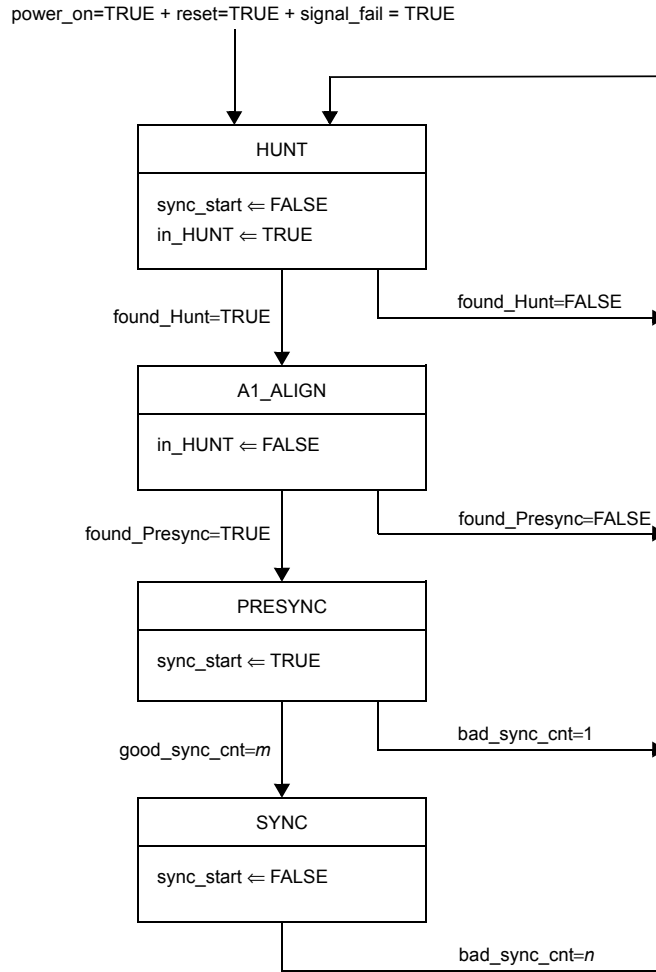 power_on=TRUE + reset=TRUE + signal_fail = TRUE
HUNT
sync_start ⇐ FALSE
in_HUNT ⇐ TRUE
found_Hunt=TRUE
found_Hunt=FALSE
A1_ALIGN
in_HUNT ⇐ FALSE
found_Presync=TRUE
found_Presync=FALSE
PRESYNC
sync_start ⇐ TRUE
good_sync_cnt=m
bad_sync_cnt=1
SYNC
sync_start ⇐ FALSE
bad_sync_cnt=n